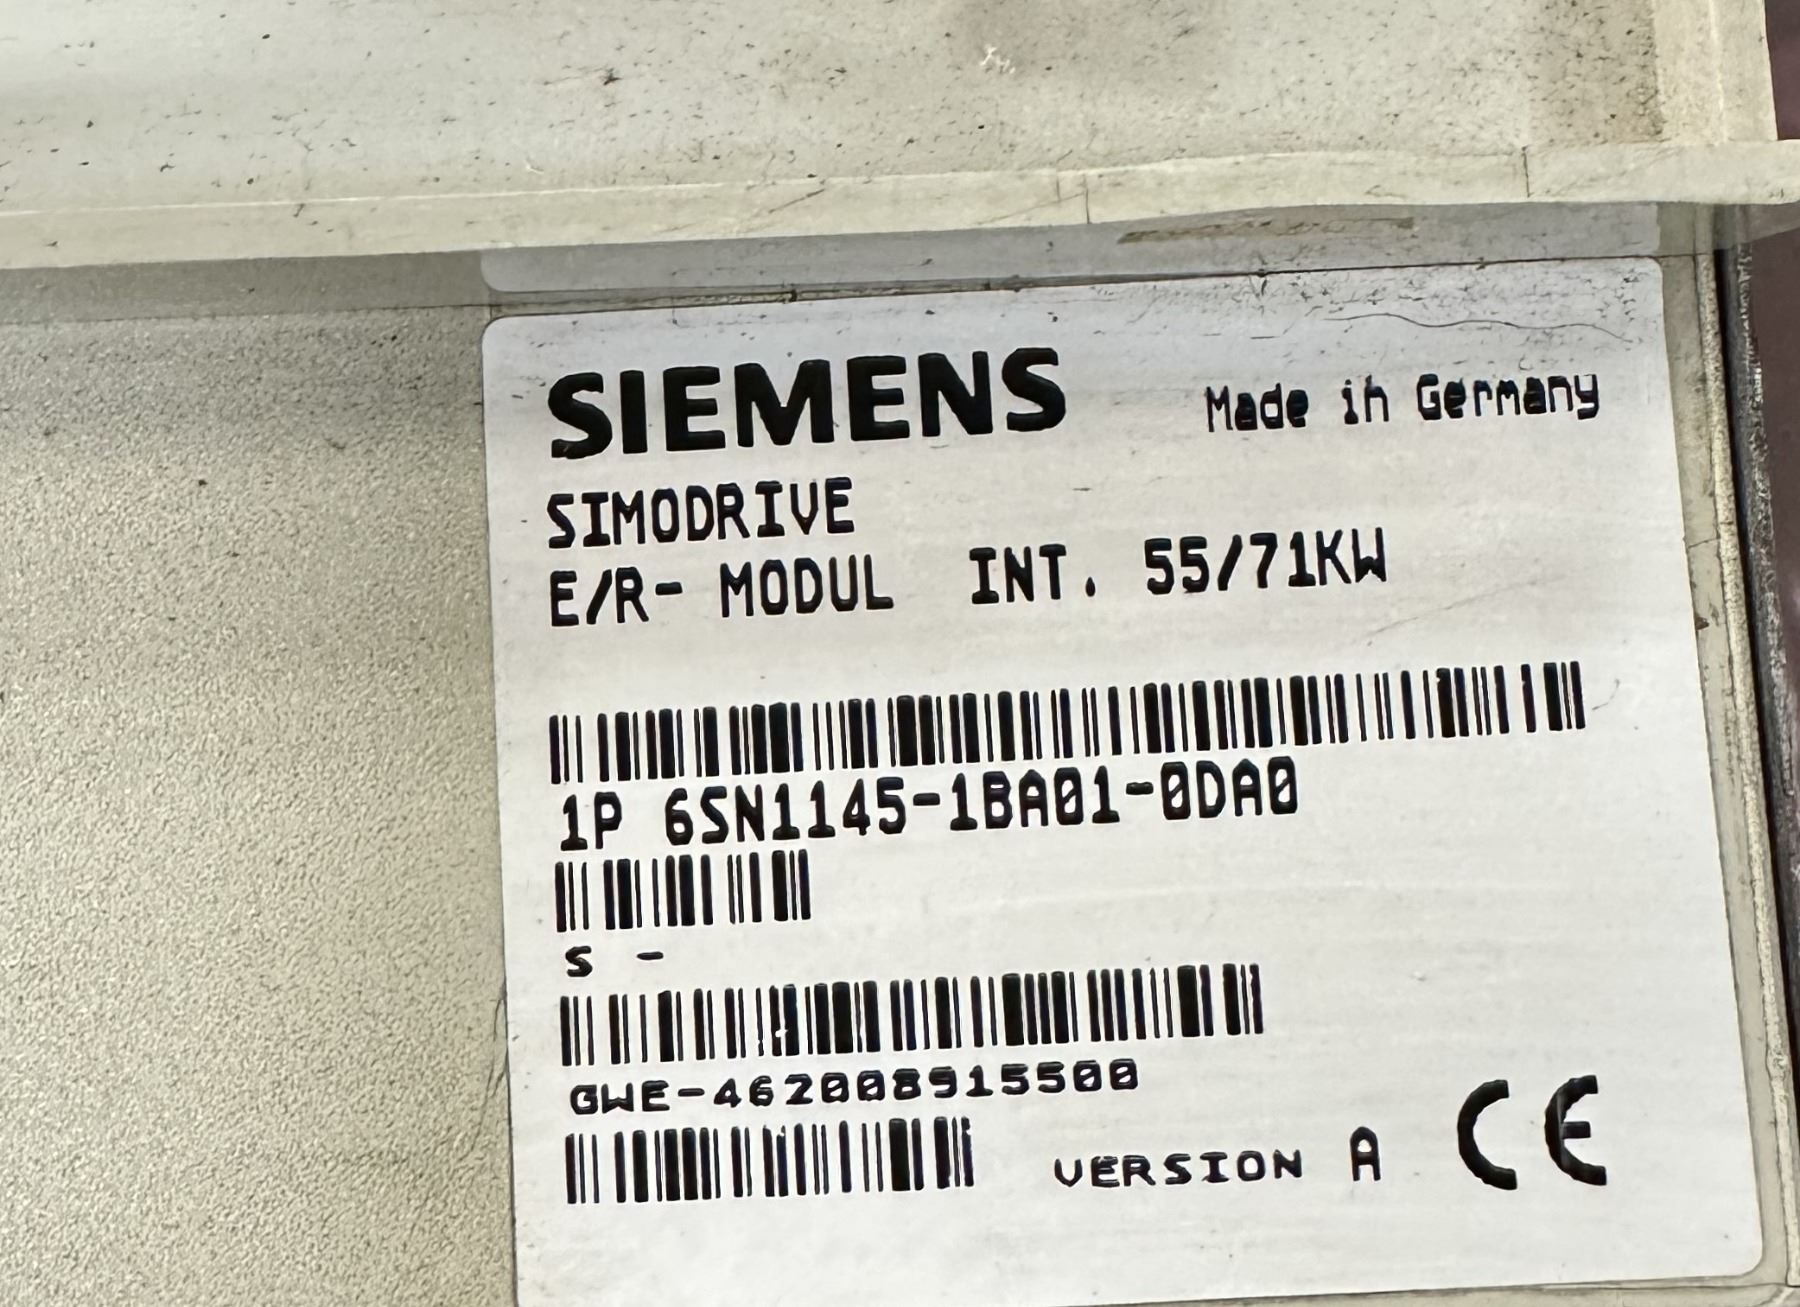 SIEMENS Made in Germany
SIMODRIVE
E/R- MODUL INT. 55/71KW
1P 6SN1145-1BA01-0DA0
S -
GWE-462008915500
VERSION A CE